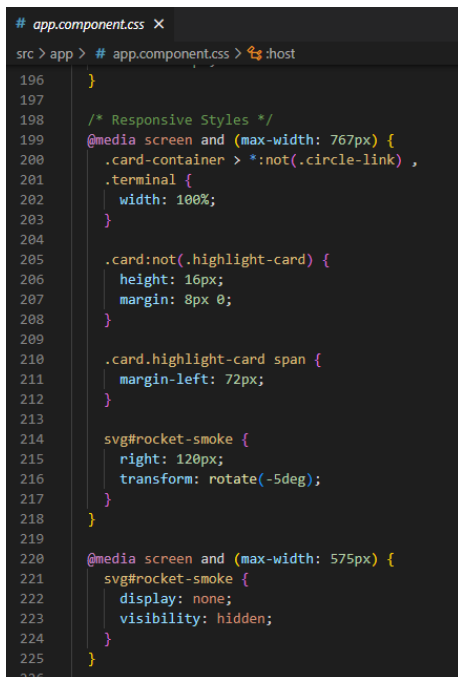 # app.component.css ×
src > app > # app.component.css > :host
196 }
197
198 /* Responsive Styles */
199 @media screen and (max-width: 767px) {
200   .card-container > *:not(.circle-link) ,
201   .terminal {
202     width: 100%;
203   }
204
205   .card:not(.highlight-card) {
206     height: 16px;
207     margin: 8px 0;
208   }
209
210   .card.highlight-card span {
211     margin-left: 72px;
212   }
213
214   svg#rocket-smoke {
215     right: 120px;
216     transform: rotate(-5deg);
217   }
218 }
219
220 @media screen and (max-width: 575px) {
221   svg#rocket-smoke {
222     display: none;
223     visibility: hidden;
224   }
225 }